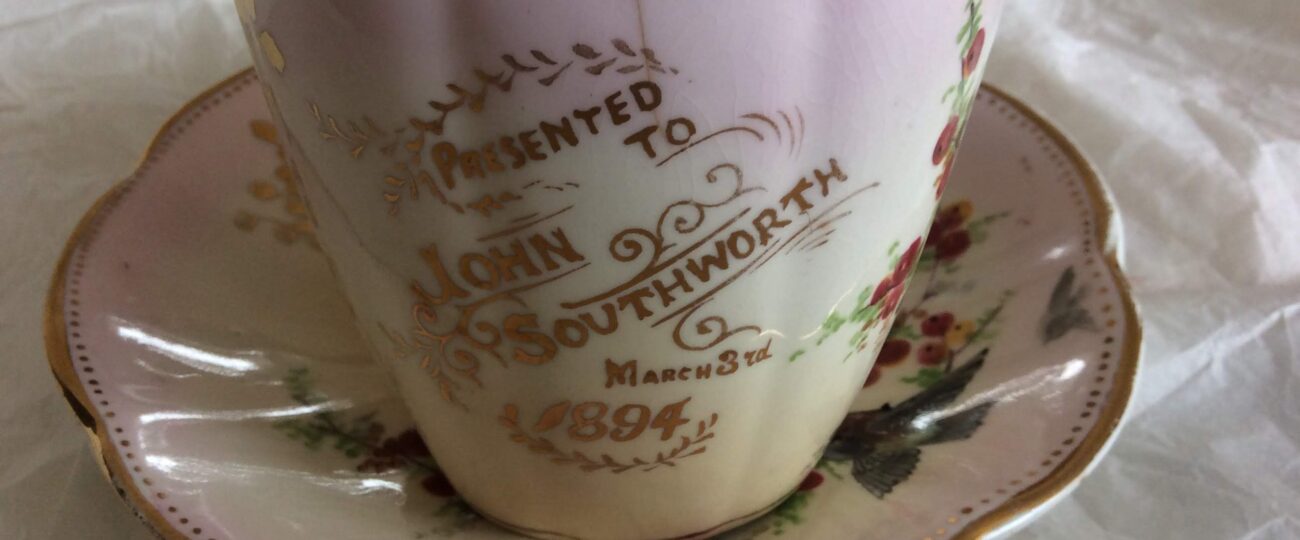 PRESENTED
TO
JOHN
SOUTHWORTH
MARCH 3rd
1894